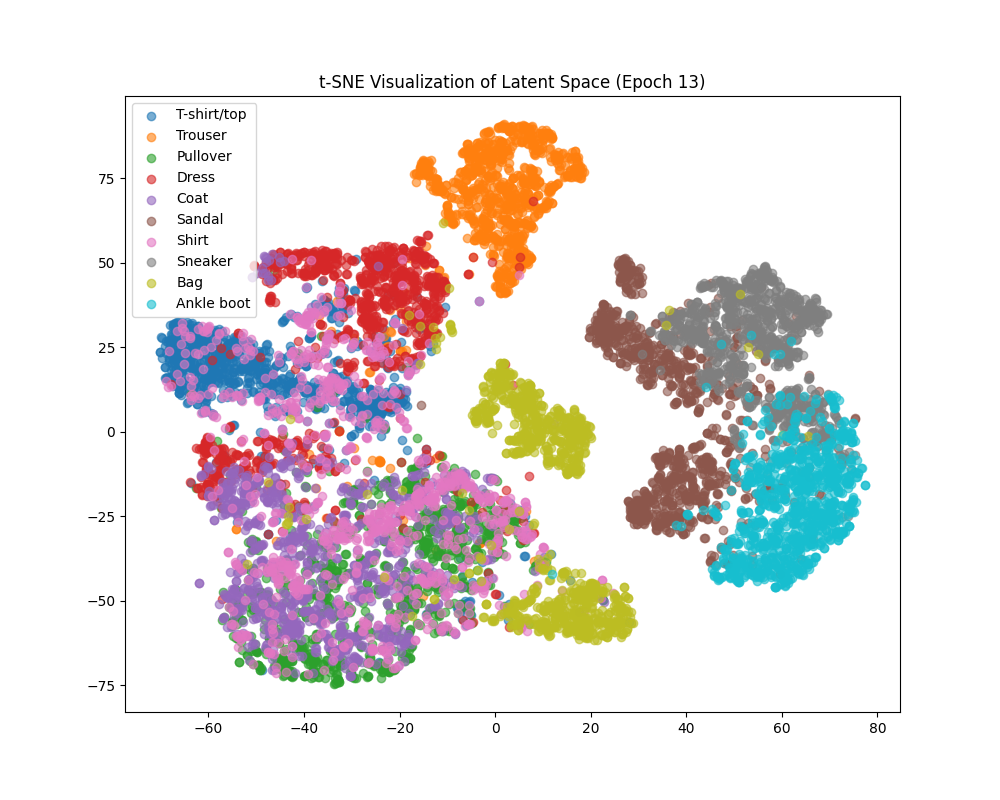 t-SNE Visualization of Latent Space (Epoch 13)
T-shirt/top
Trouser
Pullover
Dress
Coat
Sandal
Shirt
Sneaker
Bag
Ankle boot
75
50
25
0
−25
−50
−75
−60 −40 −20 0 20 40 60 80